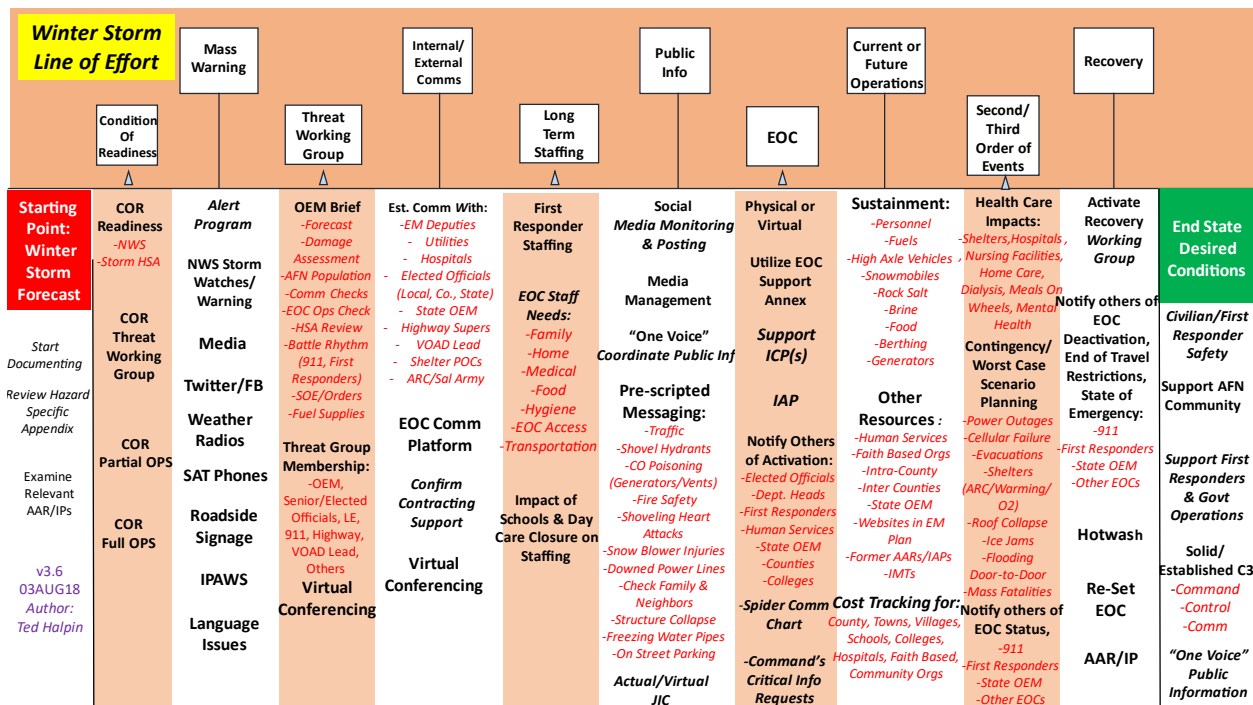 Winter Storm
Line of Effort
Mass
Warning
Internal/
External
Comms
Public
Info
Current or
Future
Operations
Recovery
Condition
Of
Readiness
Threat
Working
Group
Long
Term
Staffing
EOC
Second/
Third
Order of
Events
Starting
Point:
Winter
Storm
Forecast
Start
Documenting
Review Hazard
Specific
Appendix
Examine
Relevant
AAR/IPs
v3.6
03AUG18
Author:
Ted Halpin
COR
Readiness
-NWS
-Storm HSA
COR
Threat
Working
Group
COR
Partial OPS
COR
Full OPS
Alert
Program
NWS Storm
Watches/
Warning
Media
Twitter/FB
Weather
Radios
SAT Phones
Roadside
Signage
IPAWS
Language
Issues
OEM Brief
-Forecast
-Damage
Assessment
-AFN Population
-Comm Checks
-EOC Ops Check
-HSA Review
-Battle Rhythm
(911, First
Responders)
-SOE/Orders
-Fuel Supplies
Threat Group
Membership:
-OEM,
Senior/Elected
Officials, LE,
911, Highway,
VOAD Lead,
Others
Virtual
Conferencing
Est. Comm With:
-EM Deputies
- Utilities
- Hospitals
- Elected Officials
(Local, Co., State)
- State OEM
- Highway Supers
- VOAD Lead
- Shelter POCs
- ARC/Sal Army
EOC Comm
Platform
Confirm
Contracting
Support
Virtual
Conferencing
First
Responder
Staffing
EOC Staff
Needs:
-Family
-Home
-Medical
-Food
-Hygiene
-EOC Access
-Transportation
Impact of
Schools & Day
Care Closure on
Staffing
Social
Media Monitoring
& Posting
Media
Management
"One Voice"
Coordinate Public Inf
Pre-scripted
Messaging:
-Traffic
-Shovel Hydrants
-CO Poisoning
(Generators/Vents)
-Fire Safety
-Shoveling Heart
Attacks
-Snow Blower Injuries
-Downed Power Lines
-Check Family &
Neighbors
-Structure Collapse
-Freezing Water Pipes
-On Street Parking
Actual/Virtual
JIC
Physical or
Virtual
Utilize EOC
Support
Annex
Support
ICP(s)
IAP
Notify Others
of Activation:
-Elected Officials
-Dept. Heads
-First Responders
-Human Services
-State OEM
-Counties
-Colleges
-Spider Comm
Chart
-Command's
Critical Info
Requests
Sustainment:
-Personnel
-Fuels
-High Axle Vehicles
-Snowmobiles
-Rock Salt
-Brine
-Food
-Berthing
-Generators
Other
Resources :
-Human Services
-Faith Based Orgs
-Intra-County
-Inter Counties
-State OEM
-Websites in EM
Plan
-Former AARs/IAPs
-IMTs
Cost Tracking for:
County, Towns, Villages,
Schools, Colleges,
Hospitals, Faith Based,
Community Orgs
Health Care
Impacts:
-Shelters,Hospitals ,
, Nursing Facilities,
Home Care,
Dialysis, Meals On
Wheels, Mental
Health
Contingency/
Worst Case
Scenario
Planning
-Power Outages
-Cellular Failure
-Evacuations
-Shelters
(ARC/Warming/
O2)
-Roof Collapse
-Ice Jams
-Flooding
Door-to-Door
-Mass Fatalities
Notify others of
EOC Status,
-911
-First Responders
-State OEM
-Other EOCs
Activate
Recovery
Working
Group
Notify others of
EOC
Deactivation,
End of Travel
Restrictions,
State of
Emergency:
-911
-First Responders
-State OEM
-Other EOCs
Hotwash
Re-Set
EOC
AAR/IP
End State
Desired
Conditions
Civilian/First
Responder
Safety
Support AFN
Community
Support First
Responders
& Govt
Operations
Solid/
Established C3
-Command
-Control
-Comm
"One Voice"
Public
Information